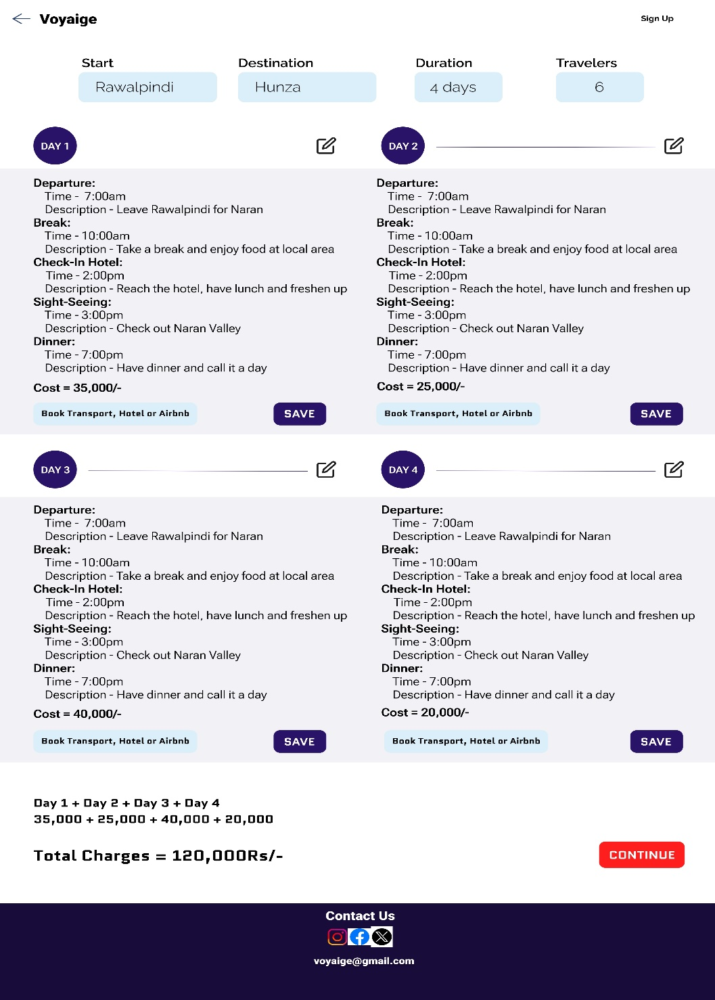 Voyaige
Sign Up
Start
Destination
Duration
Travelers
Rawalpindi
Hunza
4 days
6
DAY 1
Departure:
Time - 7:00am
Description - Leave Rawalpindi for Naran
Break:
Time - 10:00am
Description - Take a break and enjoy food at local area
Check-In Hotel:
Time - 2:00pm
Description - Reach the hotel, have lunch and freshen up
Sight-Seeing:
Time - 3:00pm
Description - Check out Naran Valley
Dinner:
Time - 7:00pm
Description - Have dinner and call it a day
Cost = 35,000/-
Book Transport, Hotel or Airbnb
SAVE
DAY 2
Departure:
Time - 7:00am
Description - Leave Rawalpindi for Naran
Break:
Time - 10:00am
Description - Take a break and enjoy food at local area
Check-In Hotel:
Time - 2:00pm
Description - Reach the hotel, have lunch and freshen up
Sight-Seeing:
Time - 3:00pm
Description - Check out Naran Valley
Dinner:
Time - 7:00pm
Description - Have dinner and call it a day
Cost = 25,000/-
Book Transport, Hotel or Airbnb
SAVE
DAY 3
Departure:
Time - 7:00am
Description - Leave Rawalpindi for Naran
Break:
Time - 10:00am
Description - Take a break and enjoy food at local area
Check-In Hotel:
Time - 2:00pm
Description - Reach the hotel, have lunch and freshen up
Sight-Seeing:
Time - 3:00pm
Description - Check out Naran Valley
Dinner:
Time - 7:00pm
Description - Have dinner and call it a day
Cost = 40,000/-
Book Transport, Hotel or Airbnb
SAVE
DAY 4
Departure:
Time - 7:00am
Description - Leave Rawalpindi for Naran
Break:
Time - 10:00am
Description - Take a break and enjoy food at local area
Check-In Hotel:
Time - 2:00pm
Description - Reach the hotel, have lunch and freshen up
Sight-Seeing:
Time - 3:00pm
Description - Check out Naran Valley
Dinner:
Time - 7:00pm
Description - Have dinner and call it a day
Cost = 20,000/-
Book Transport, Hotel or Airbnb
SAVE
Day 1 + Day 2 + Day 3 + Day 4
35,000 + 25,000 + 40,000 + 20,000
Total Charges = 120,000Rs/-
CONTINUE
Contact Us
voyaige@gmail.com